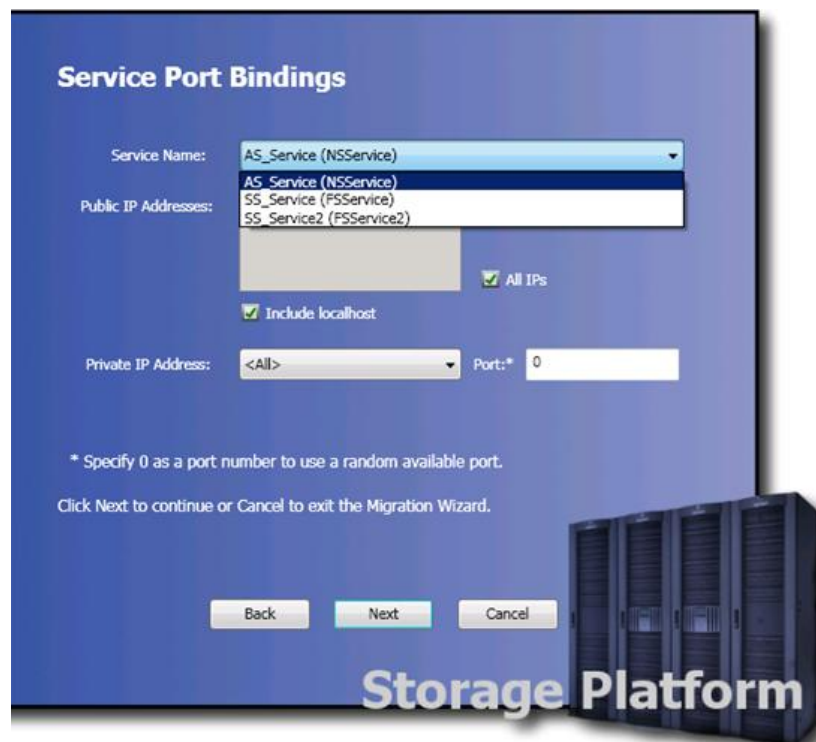 Service Port Bindings
Service Name:
AS_Service (NSService)
AS_Service (NSService)
SS_Service (FSService)
SS_Service2 (FSService2)
Public IP Addresses:
All IPs
Include localhost
Private IP Address:
<All>
Port:*
0
* Specify 0 as a port number to use a random available port.
Click Next to continue or Cancel to exit the Migration Wizard.
Back
Next
Cancel
Storage Platform